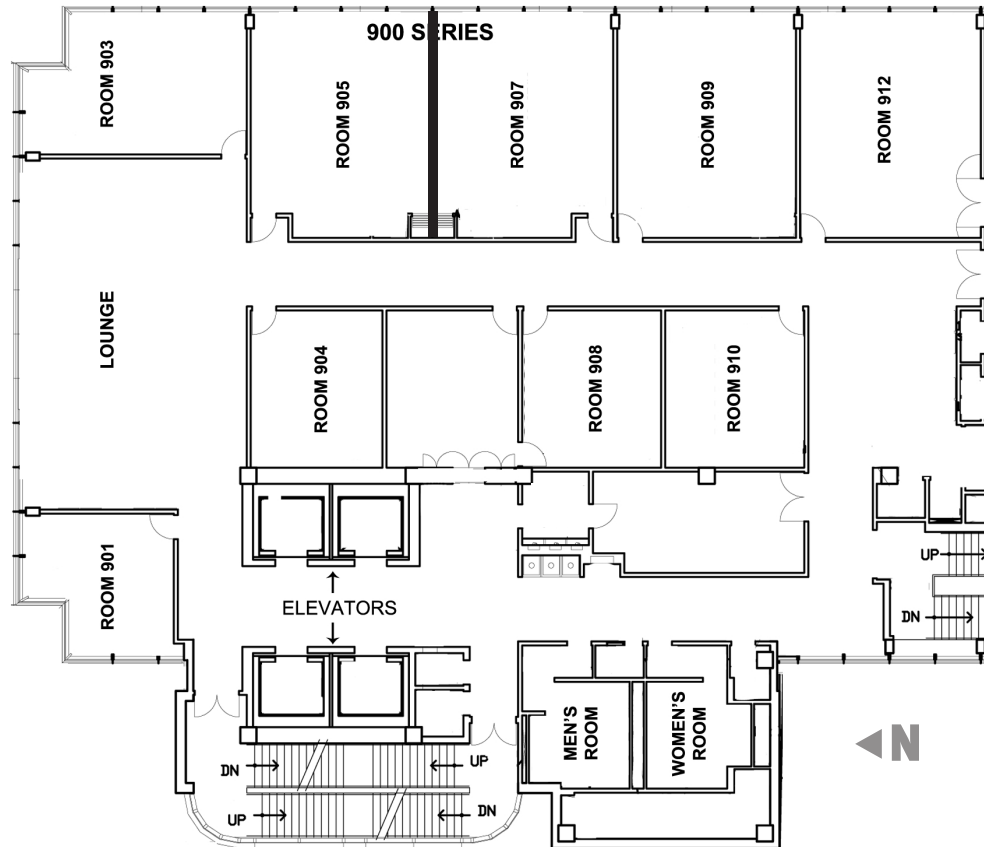 900 SERIES
ROOM 903
ROOM 905
ROOM 907
ROOM 909
ROOM 912
LOUNGE
ROOM 904
ROOM 908
ROOM 910
ROOM 901
ELEVATORS
UP
DN
MEN'S
ROOM
WOMEN'S
ROOM
N
DN
UP
UP
DN